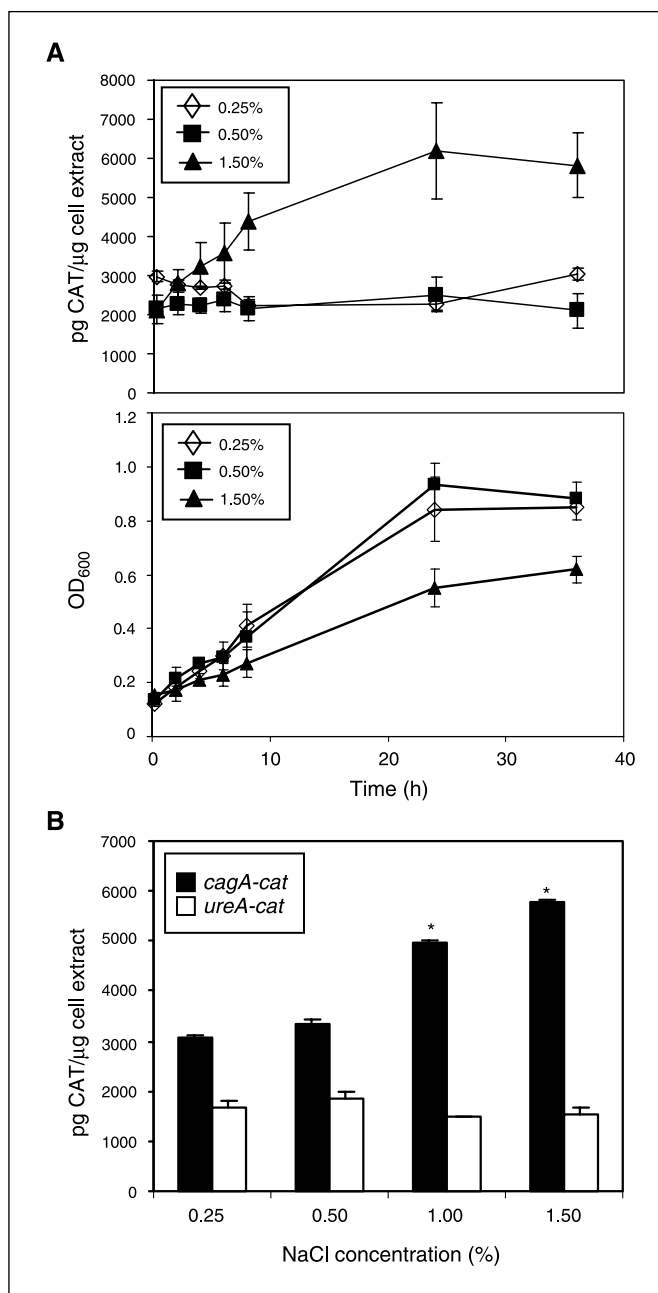 A
8000
7000
6000
5000
4000
3000
2000
1000
0
pg CAT/μg cell extract
0.25%
0.50%
1.50%
1.2
1.0
0.8
0.6
0.4
0.2
0
OD600
0.25%
0.50%
1.50%
0 10 20 30 40
Time (h)
B
7000
6000
5000
4000
3000
2000
1000
0
pg CAT/μg cell extract
cagA-cat
ureA-cat
* *
0.25 0.50 1.00 1.50
NaCl concentration (%)